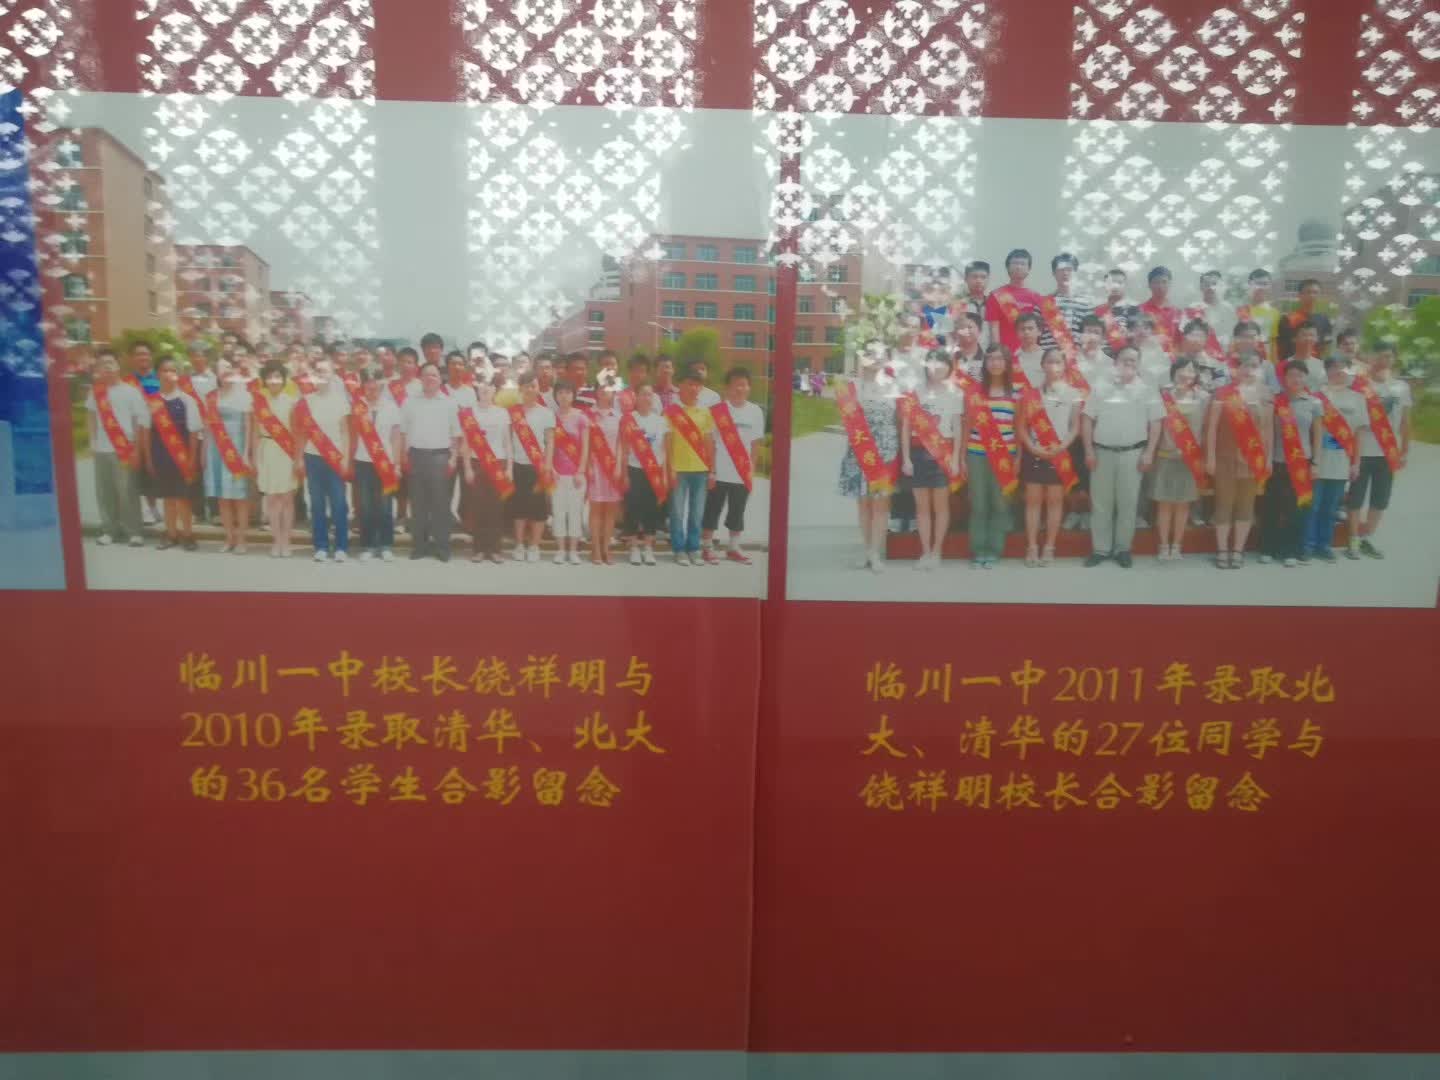 临川一中校长饶祥明与
2010年录取清华、北大
的36名学生合影留念
临川一中2011年录取北
大、清华的27位同学与
饶祥明校长合影留念